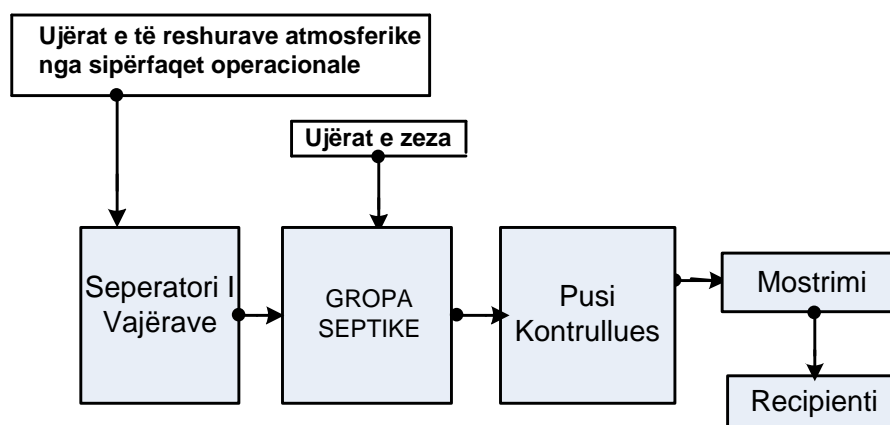 Ujërat e të reshurave atmosferike
nga sipërfaqet operacionale
Ujërat e zeza
Seperatori I
Vajërave
GROPA
SEPTIKE
Pusi
Kontrullues
Mostrimi
Recipienti